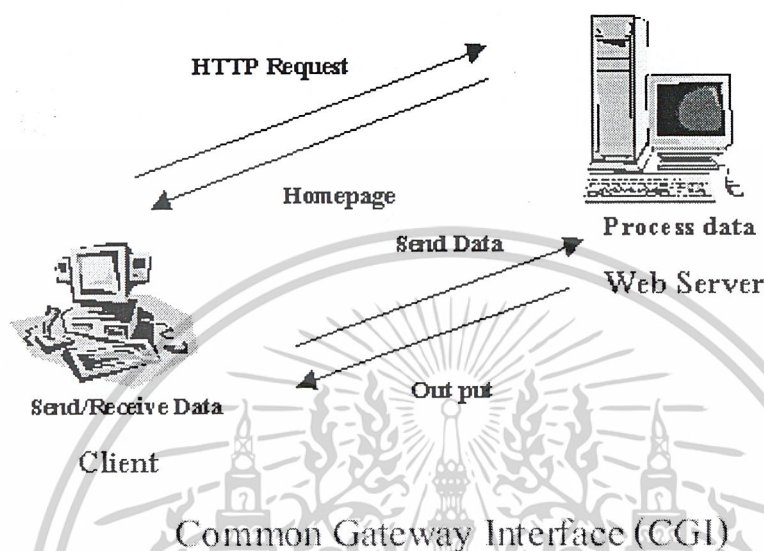 HTTP Request
Homepage
Process data
Send Data
Web Server
Out put
Send/Receive Data
Client
Common Gateway Interface (CGI)